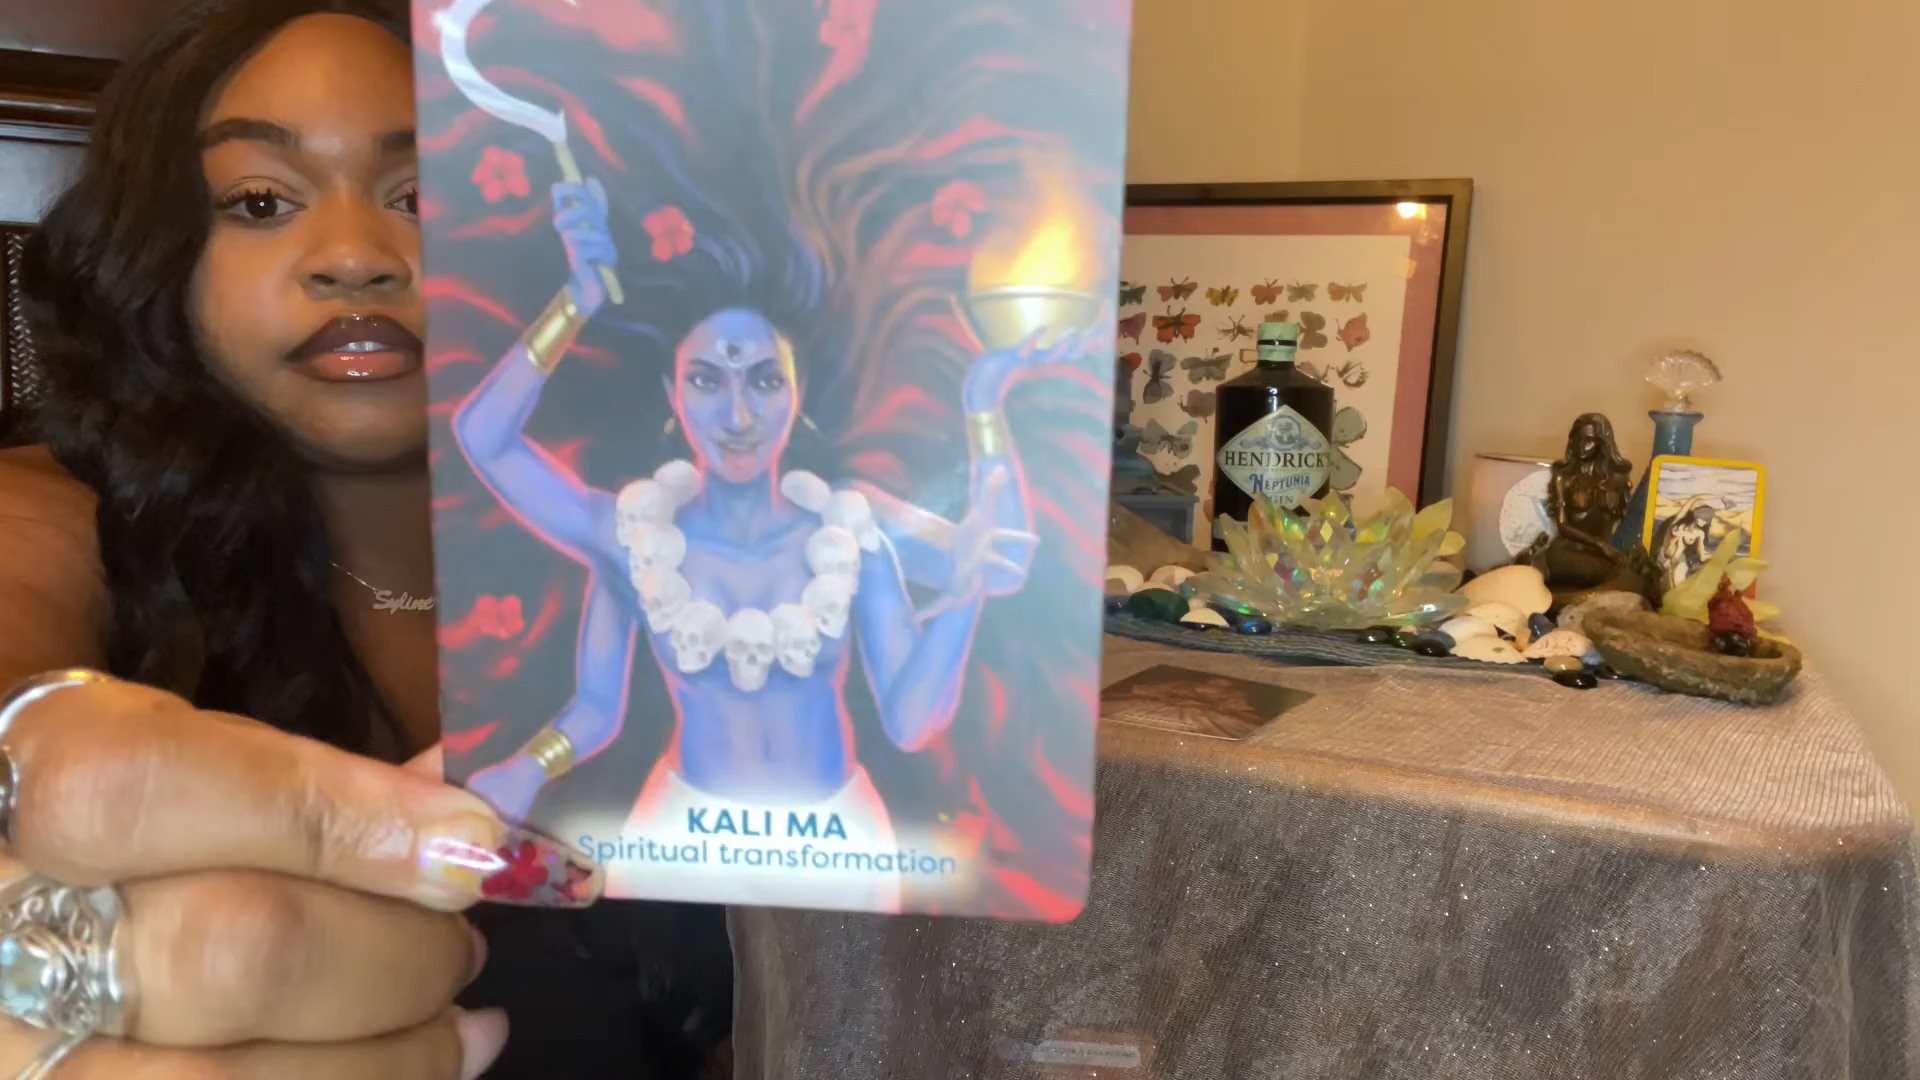 KALI MA
Spiritual transformation
HENDRICK'
NEPTUNIA
GIN
Syline